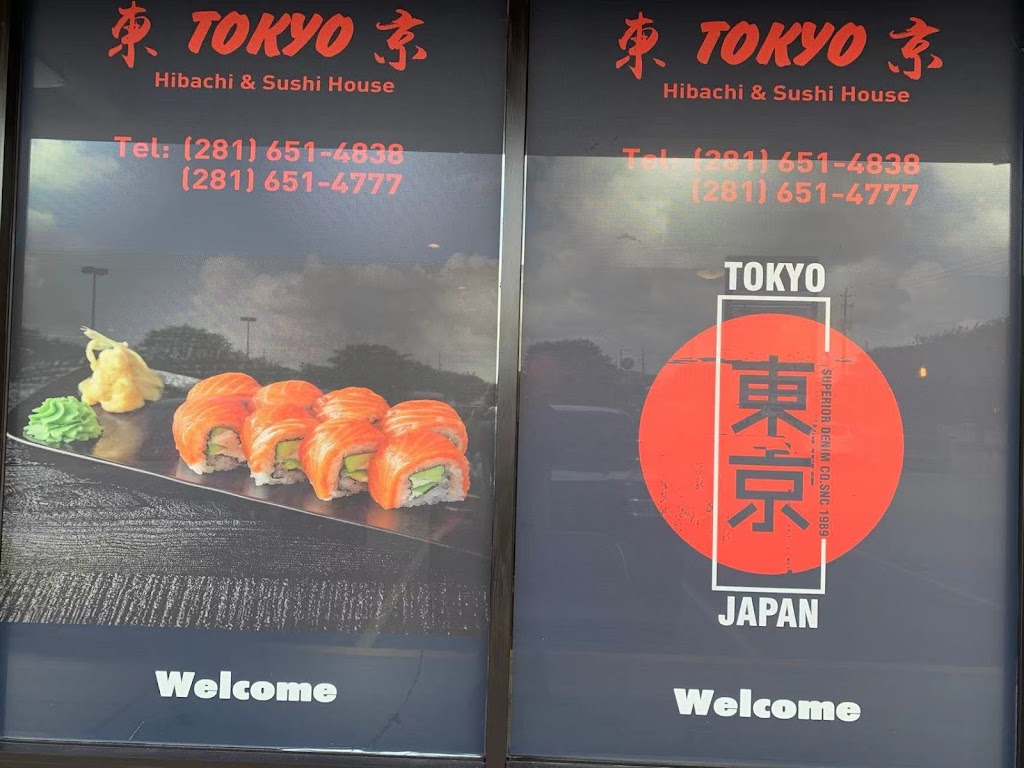 東 TOKYO 京
Hibachi & Sushi House
Tel: (281) 651-4838
(281) 651-4777
Welcome
東 TOKYO 京
Hibachi & Sushi House
Tel: (281) 651-4838
(281) 651-4777
TOKYO
東京
SUPERIOR DENIM CO.SNC 1989
JAPAN
Welcome